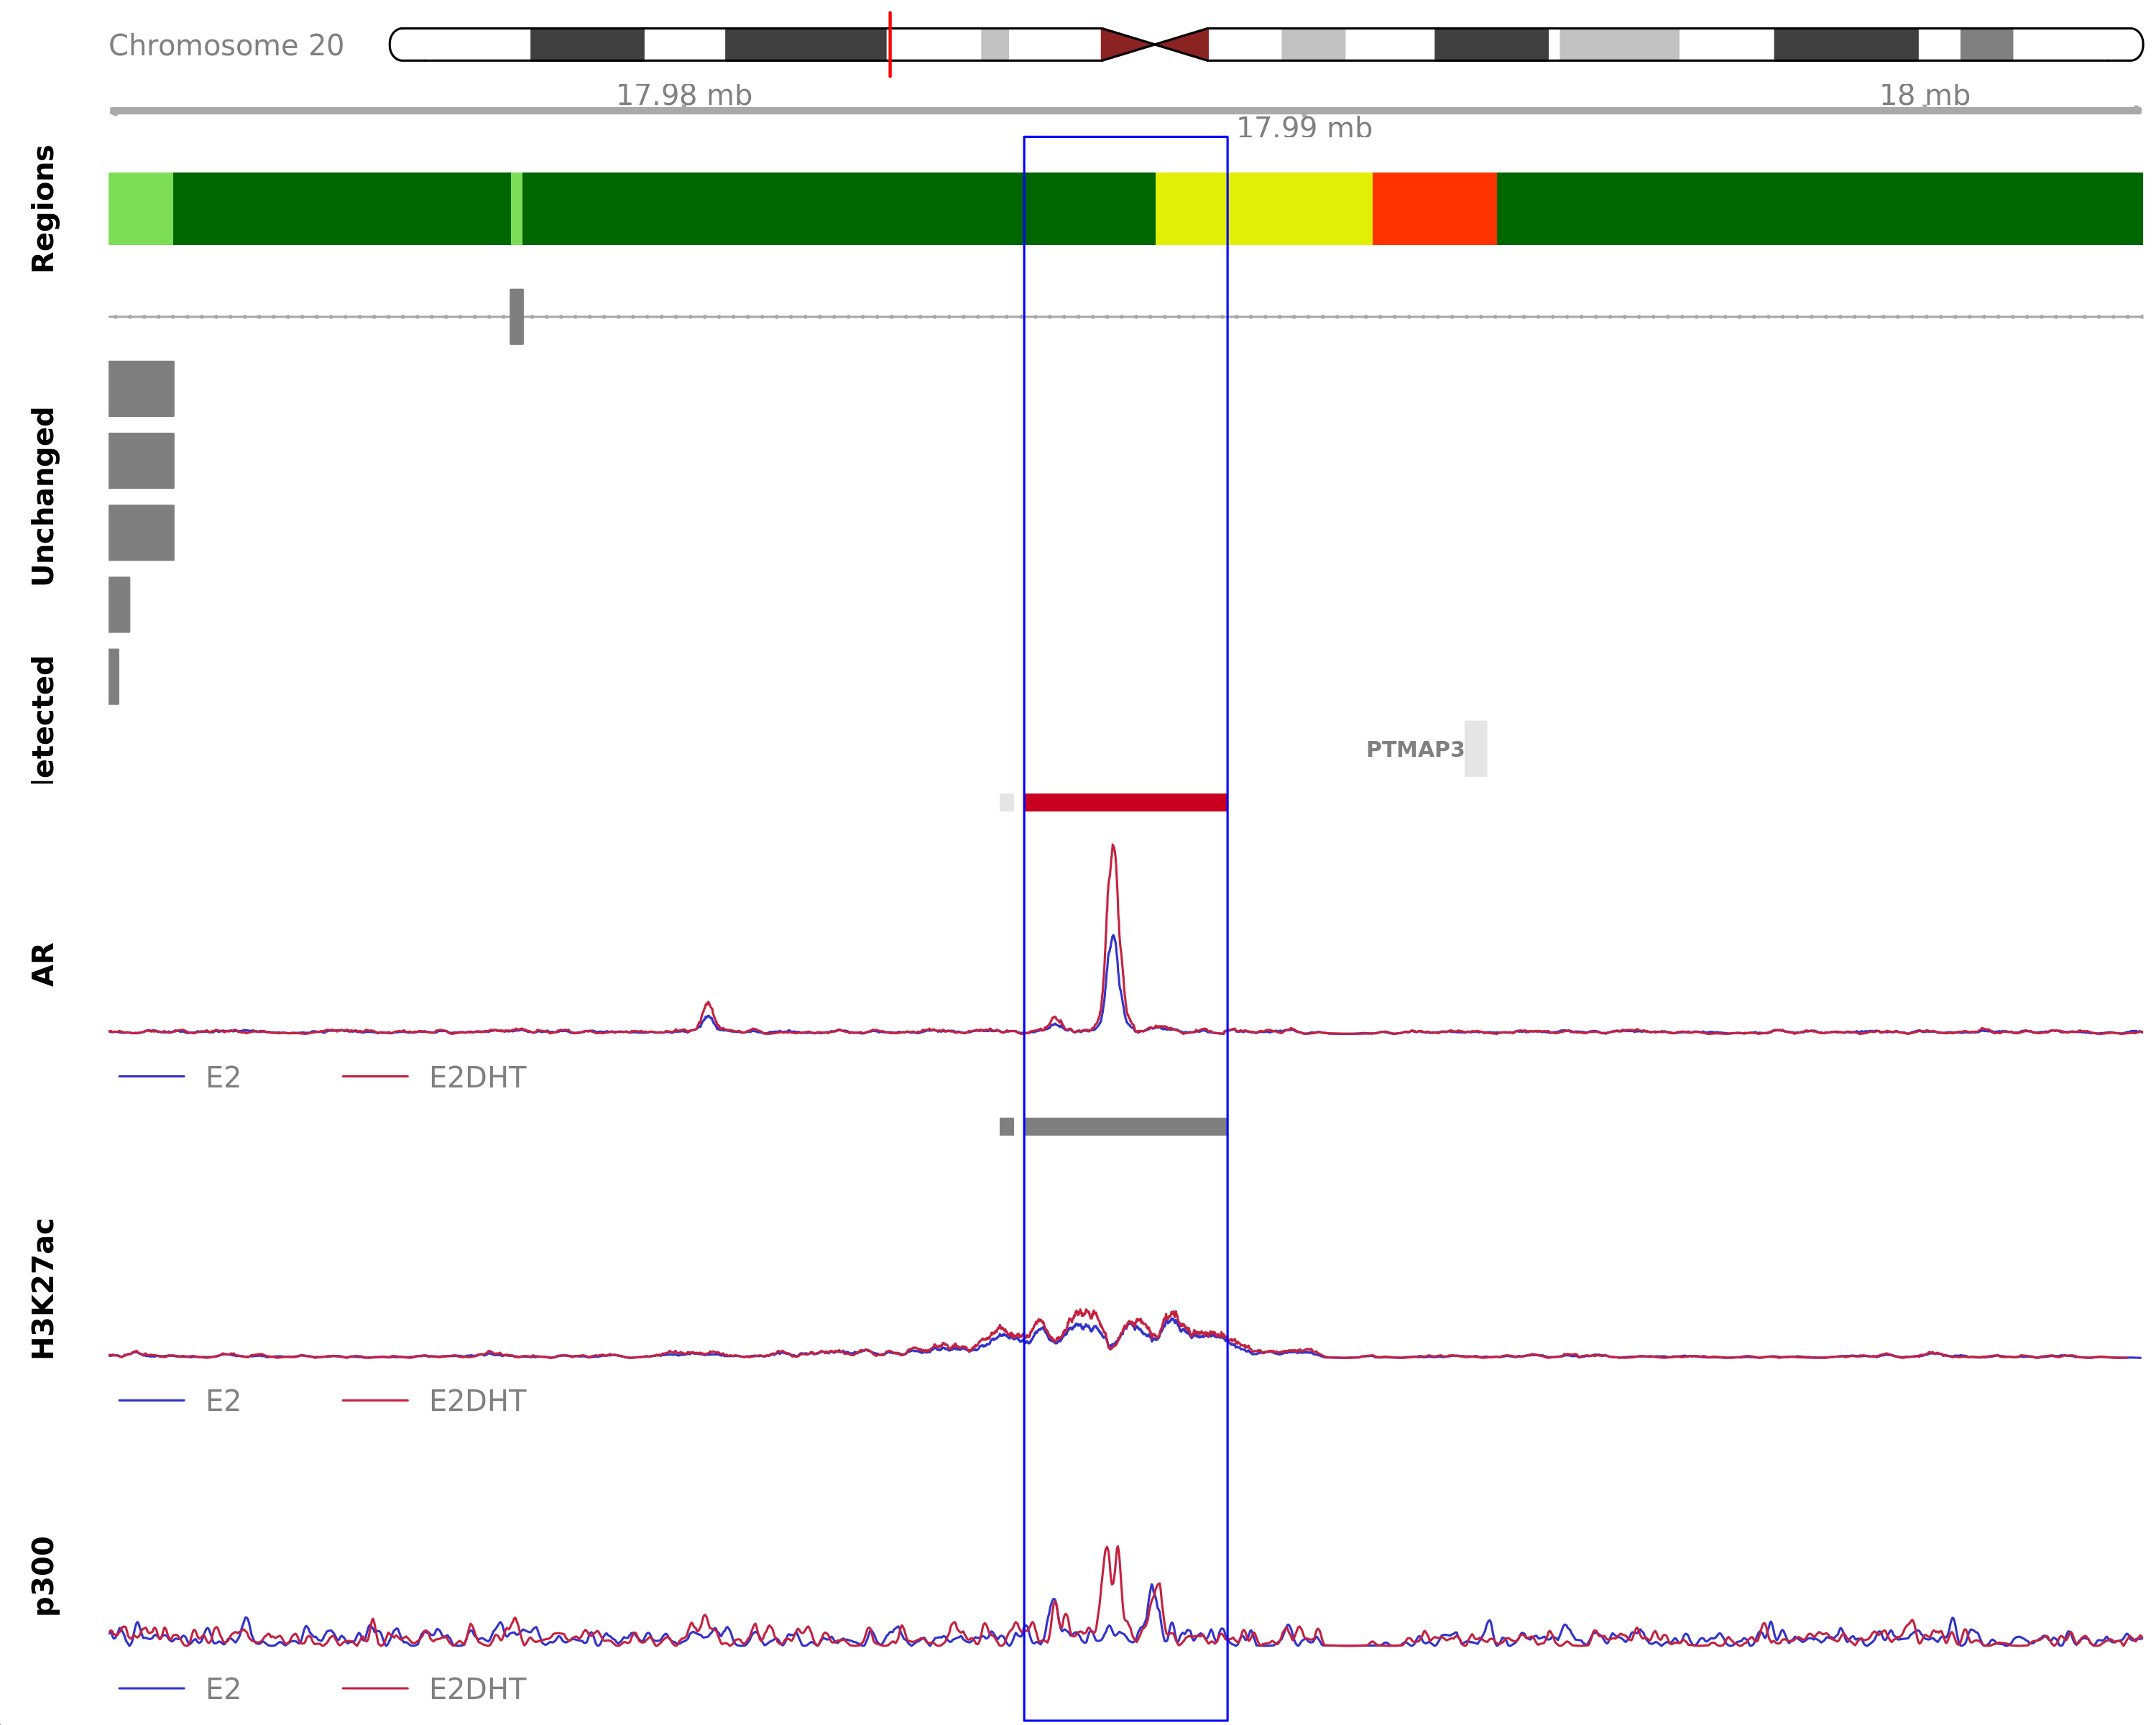 Chromosome 20
17.98 mb
18 mb
17.99 mb
Regions
Unchanged
etected
PTMAP3
AR
E2
E2DHT
H3K27ac
E2
E2DHT
p300
E2
E2DHT